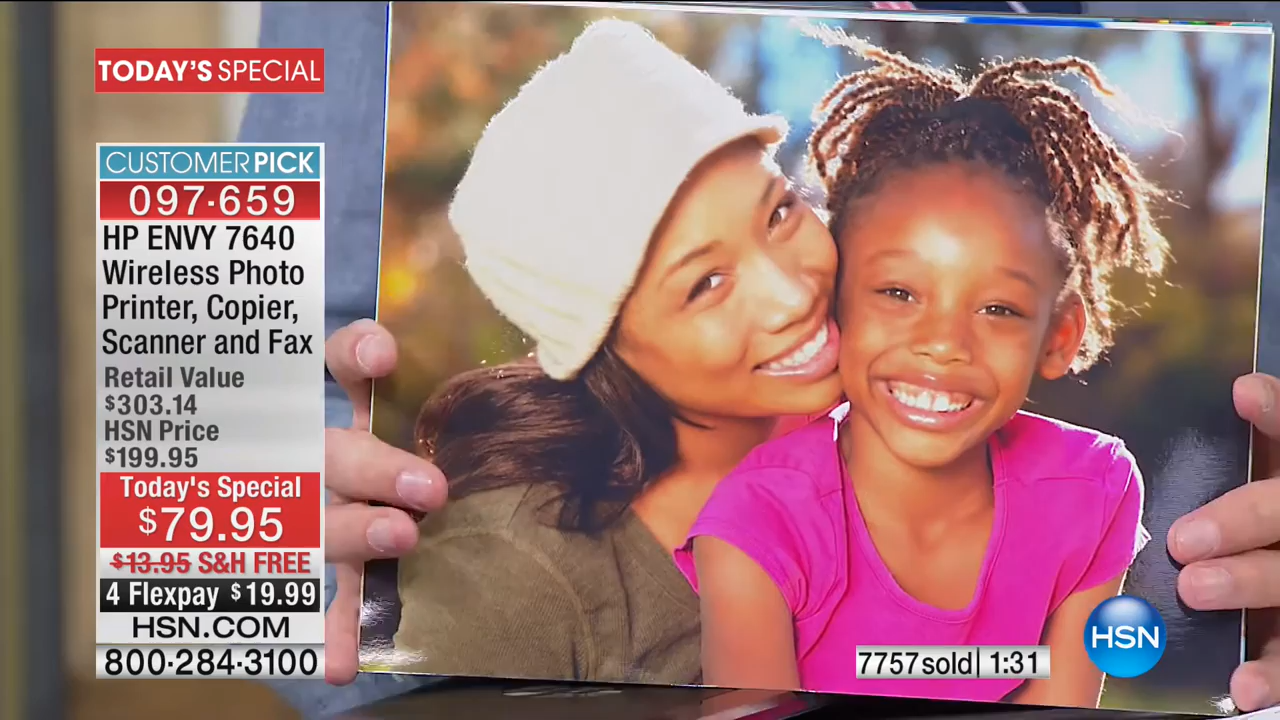 TODAY'S SPECIAL
CUSTOMER PICK
097-659
HP ENVY 7640
Wireless Photo
Printer, Copier,
Scanner and Fax
Retail Value
$303.14
HSN Price
$199.95
Today's Special
$79.95
$13.95 S&H FREE
4 Flexpay $19.99
HSN.COM
800-284-3100
7757 sold | 1:31
HSN